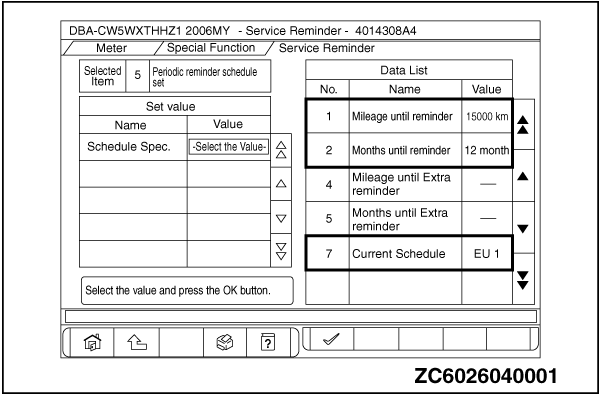 DBA-CW5WXTHHZ1 2006MY - Service Reminder - 4014308A4
Meter / Special Function / Service Reminder
Selected Item 5 Periodic reminder schedule set
Set value
Name Value
Schedule Spec. -Select the Value-
Select the value and press the OK button.
Data List
No. Name Value
1 Mileage until reminder 15000 km
2 Months until reminder 12 month
4 Mileage until Extra reminder —
5 Months until Extra reminder —
7 Current Schedule EU 1
?
ZC6026040001